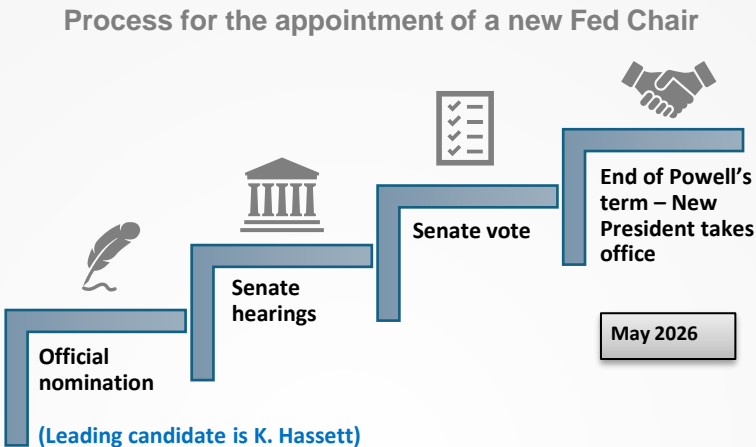 Process for the appointment of a new Fed Chair
Official
nomination
(Leading candidate is K. Hassett)
Senate
hearings
Senate vote
End of Powell's
term – New
President takes
office
May 2026